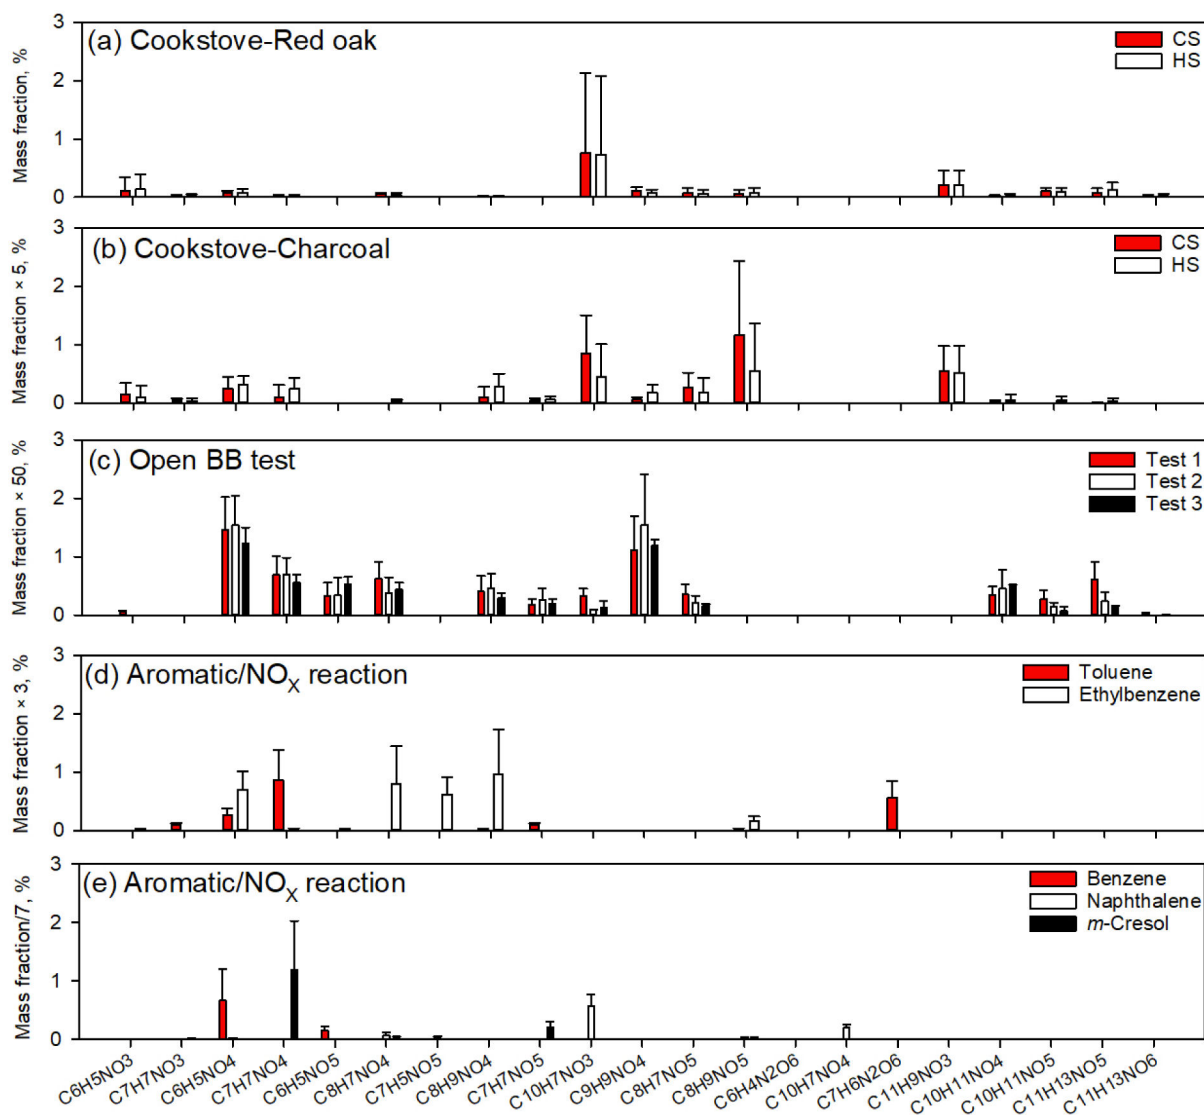 (a) Cookstove-Red oak
CS
HS
Mass fraction, %
3
2
1
0
(b) Cookstove-Charcoal
CS
HS
Mass fraction × 5, %
3
2
1
0
(c) Open BB test
Test 1
Test 2
Test 3
Mass fraction × 50, %
3
2
1
0
(d) Aromatic/NOX reaction
Toluene
Ethylbenzene
Mass fraction × 3, %
3
2
1
0
(e) Aromatic/NOX reaction
Benzene
Naphthalene
m-Cresol
Mass fraction/7, %
3
2
1
0
C6H5NO3
C7H7NO3
C6H5NO4
C7H7NO4
C6H5NO5
C8H7NO4
C7H5NO5
C8H9NO4
C7H7NO5
C10H7NO3
C9H9NO4
C8H7NO5
C8H9NO5
C6H4N2O6
C10H7NO4
C7H6N2O6
C11H9NO3
C10H11NO4
C10H11NO5
C11H13NO5
C11H13NO6